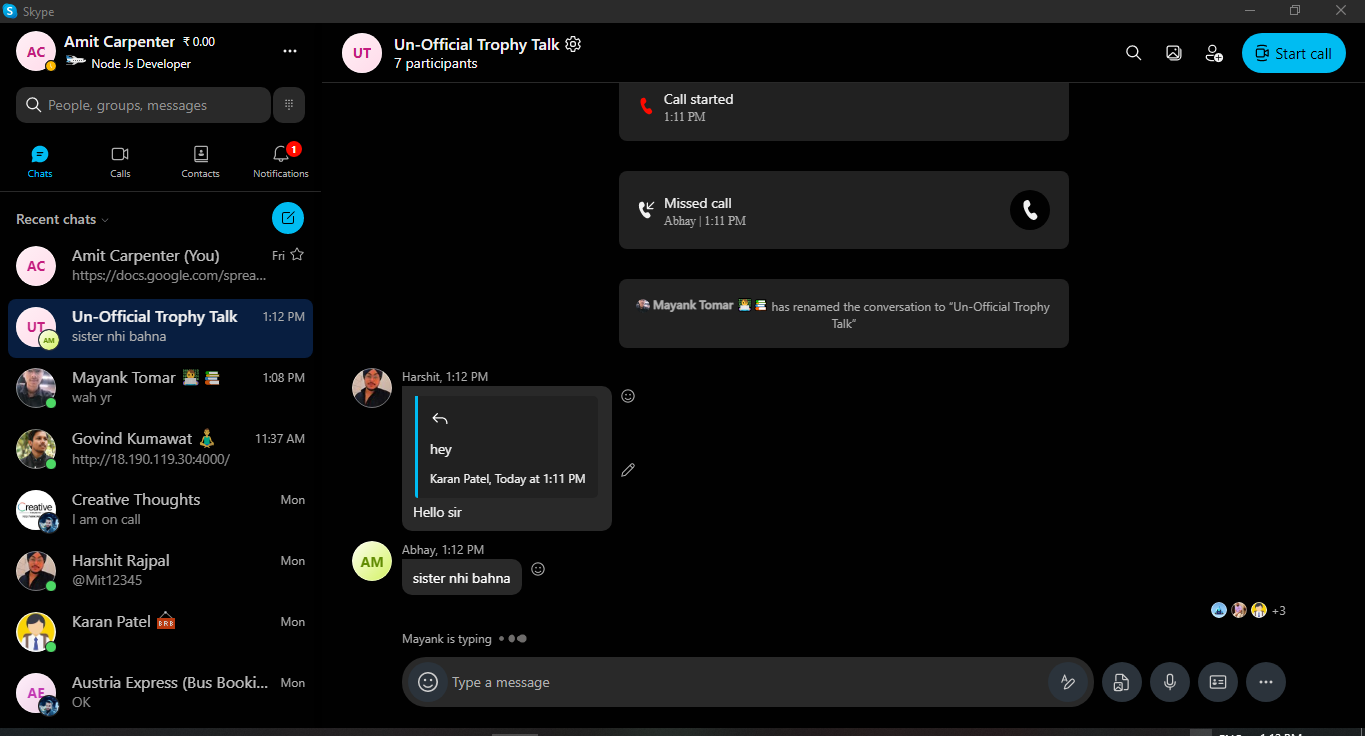 Skype
AC
Amit Carpenter ₹ 0.00
Node Js Developer
People, groups, messages
Chats
Calls
Contacts
1
Notifications
Recent chats
AC
Amit Carpenter (You)
Fri
https://docs.google.com/sprea...
UT
AM
Un-Official Trophy Talk
1:12 PM
sister nhi bahna
Mayank Tomar
1:08 PM
wah yr
Govind Kumawat
11:37 AM
http://18.190.119.30:4000/
Creative
Creative Thoughts
Mon
I am on call
Harshit Rajpal
Mon
@Mit12345
Karan Patel
BRB
Mon
AE
Austria Express (Bus Booki...
Mon
OK
UT
Un-Official Trophy Talk
7 participants
Start call
Call started
1:11 PM
Missed call
Abhay | 1:11 PM
Mayank Tomar has renamed the conversation to “Un-Official Trophy
Talk”
Harshit, 1:12 PM
hey
Karan Patel, Today at 1:11 PM
Hello sir
AM
Abhay, 1:12 PM
sister nhi bahna
+3
Mayank is typing
Type a message